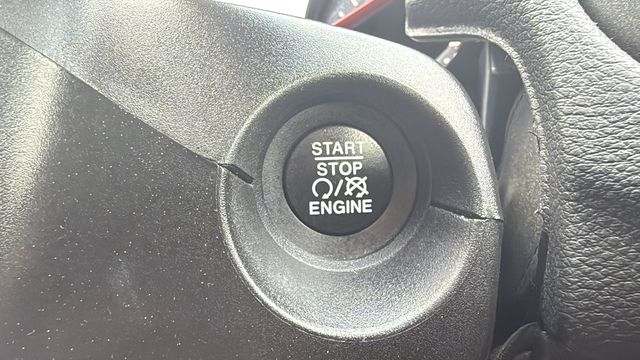 START
STOP
/
ENGINE